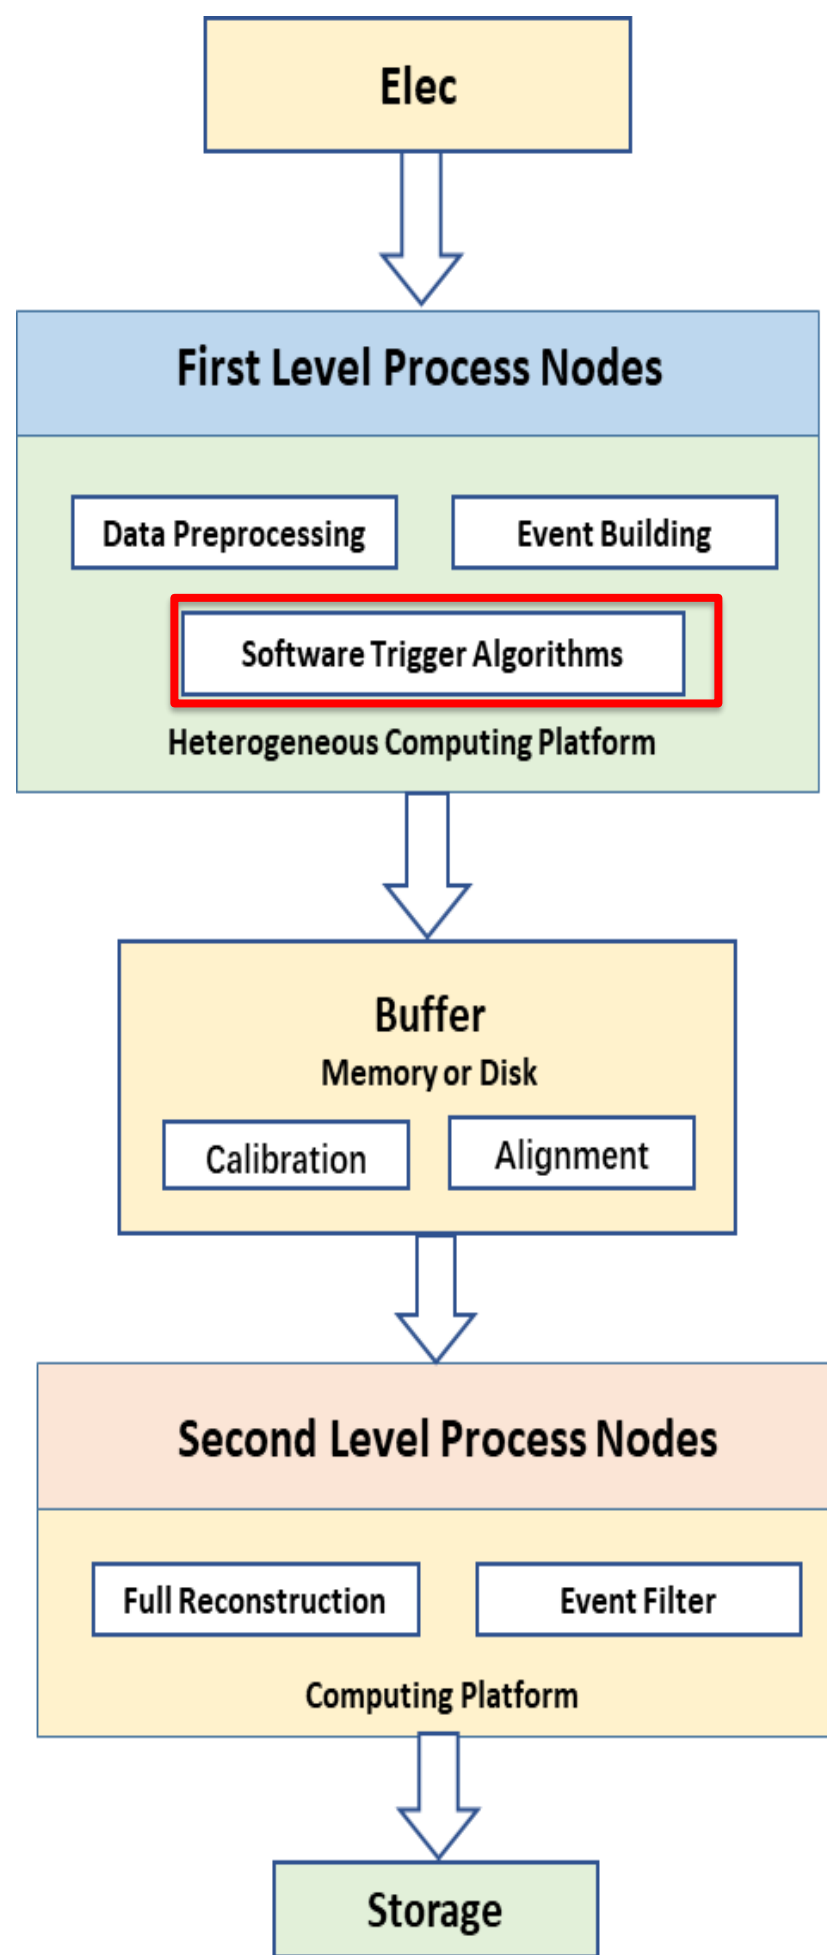 Elec
First Level Process Nodes
Data Preprocessing
Event Building
Software Trigger Algorithms
Heterogeneous Computing Platform
Buffer
Memory or Disk
Calibration
Alignment
Second Level Process Nodes
Full Reconstruction
Event Filter
Computing Platform
Storage